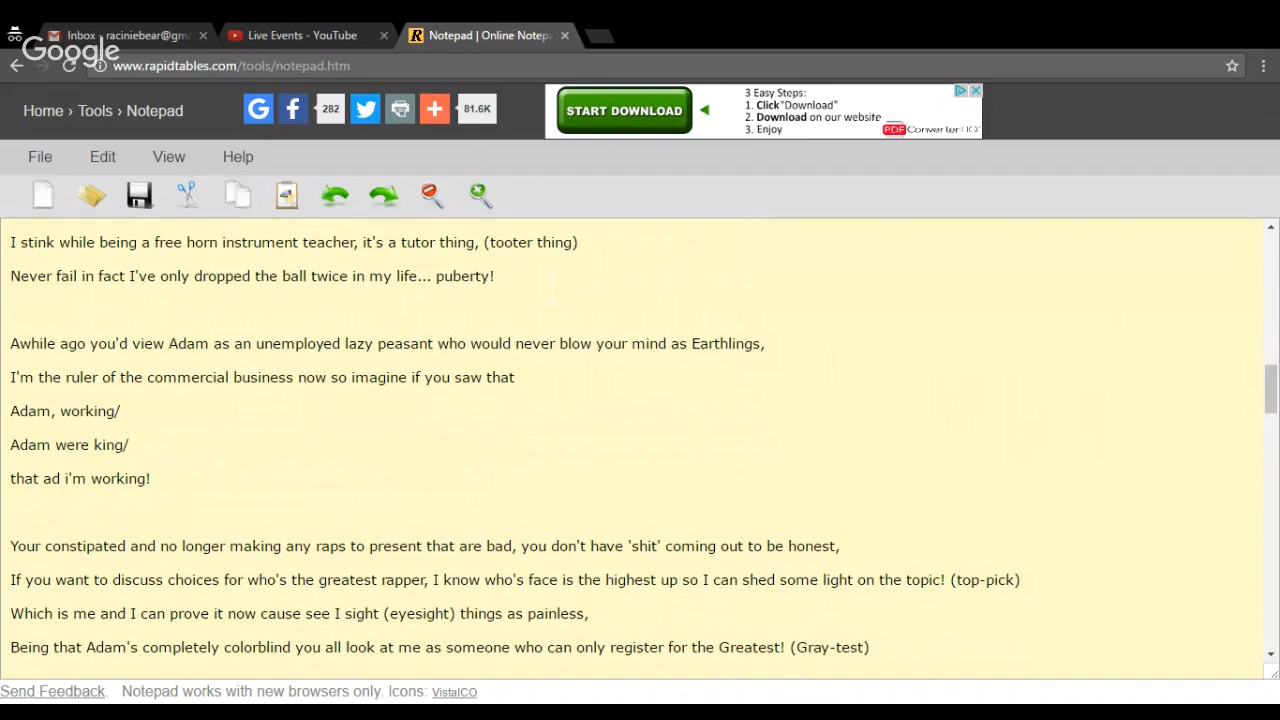 Inbox - raciniebear@gm
Live Events - YouTube
Notepad | Online Notep
Google
www.rapidtables.com/tools/notepad.htm
Home › Tools › Notepad
282
81.6K
START DOWNLOAD
3 Easy Steps:
1. Click"Download"
2. Download on our website
3. Enjoy
PDF ConverterHQ
File Edit View Help
I stink while being a free horn instrument teacher, it's a tutor thing, (tooter thing)
Never fail in fact I've only dropped the ball twice in my life... puberty!
Awhile ago you'd view Adam as an unemployed lazy peasant who would never blow your mind as Earthlings,
I'm the ruler of the commercial business now so imagine if you saw that
Adam, working/
Adam were king/
that ad i'm working!
Your constipated and no longer making any raps to present that are bad, you don't have 'shit' coming out to be honest,
If you want to discuss choices for who's the greatest rapper, I know who's face is the highest up so I can shed some light on the topic! (top-pick)
Which is me and I can prove it now cause see I sight (eyesight) things as painless,
Being that Adam's completely colorblind you all look at me as someone who can only register for the Greatest! (Gray-test)
Send Feedback. Notepad works with new browsers only. Icons: VistaICO